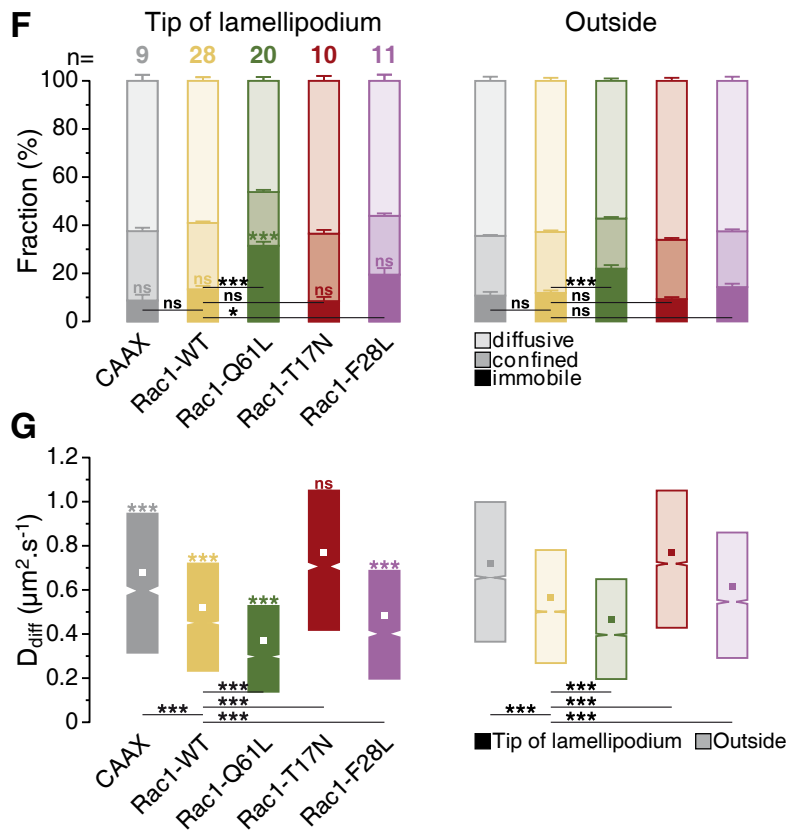 F
Tip of lamellipodium
Outside
n= 9 28 20 10 11
Fraction (%)
100
80
60
40
20
0
ns
ns
***
ns
ns
ns
***
ns
*
ns
***
ns
ns
CAAX
Rac1-WT
Rac1-Q61L
Rac1-T17N
Rac1-F28L
diffusive
confined
immobile
G
Ddiff (μm².s⁻¹)
1.2
1.0
0.8
0.6
0.4
0.2
0
***
***
***
ns
***
***
***
***
***
***
***
***
***
CAAX
Rac1-WT
Rac1-Q61L
Rac1-T17N
Rac1-F28L
Tip of lamellipodium
Outside